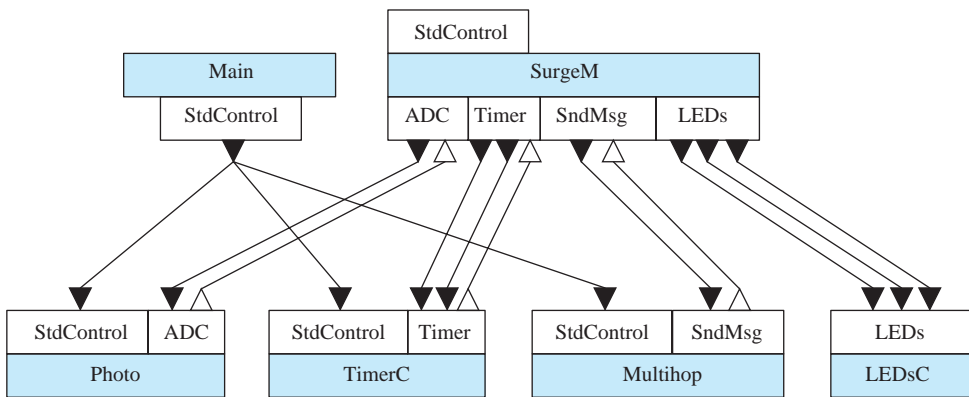 StdControl
Main
SurgeM
StdControl
ADC Timer SndMsg LEDs
StdControl ADC StdControl Timer StdControl SndMsg LEDs
Photo TimerC Multihop LEDsC